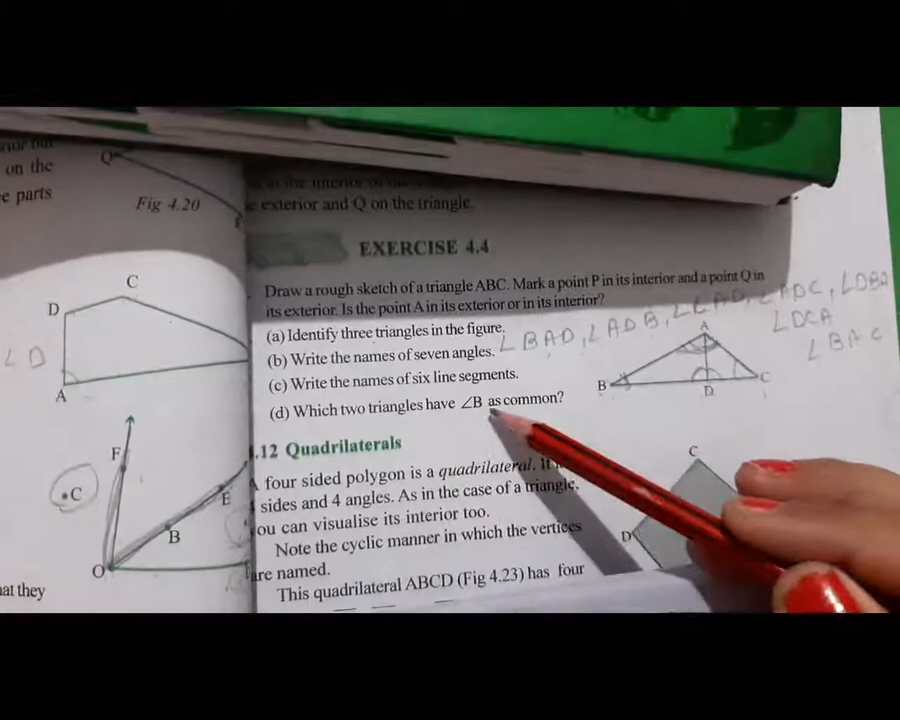 on the
e parts
Q
Fig 4.20
e exterior and Q on the triangle.
EXERCISE 4.4
Draw a rough sketch of a triangle ABC. Mark a point P in its interior and a point Q in
its exterior. Is the point A in its exterior or in its interior?
(a) Identify three triangles in the figure.
(b) Write the names of seven angles.
∠BAD, ∠ADB, ∠CAD, ∠ADC, ∠DBA
∠DCA
∠BAC
(c) Write the names of six line segments.
(d) Which two triangles have ∠B as common?
A
B
D
C
D
C
A
∠D
.12 Quadrilaterals
A four sided polygon is a quadrilateral. It
sides and 4 angles. As in the case of a triangle,
ou can visualise its interior too.
Note the cyclic manner in which the vertices
are named.
This quadrilateral ABCD (Fig 4.23) has four
F
C
E
B
O
hat they
C
D